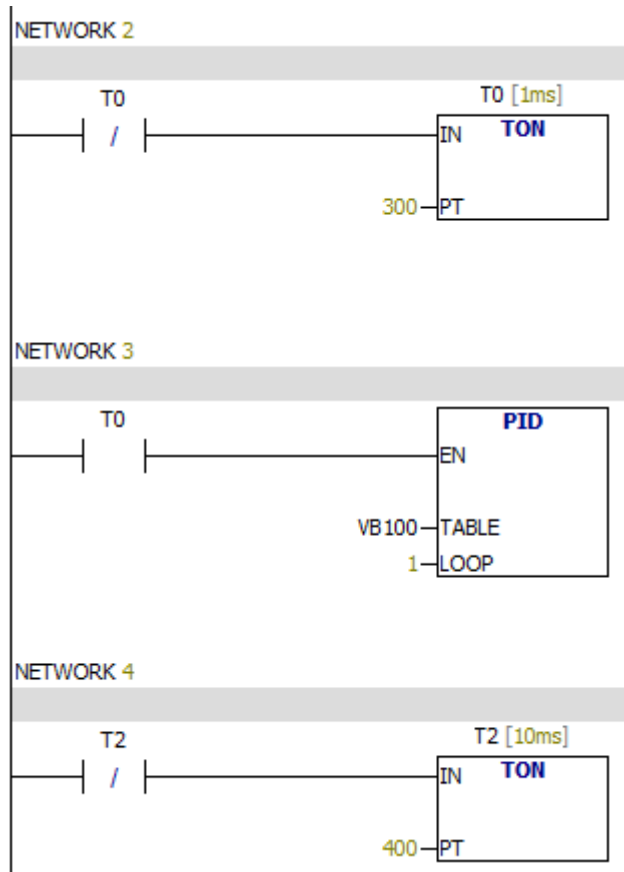 NETWORK 2
T0
T0 [1ms]
/
IN TON
300 PT
NETWORK 3
T0
PID
EN
VB100 TABLE
1 LOOP
NETWORK 4
T2
T2 [10ms]
/
IN TON
400 PT